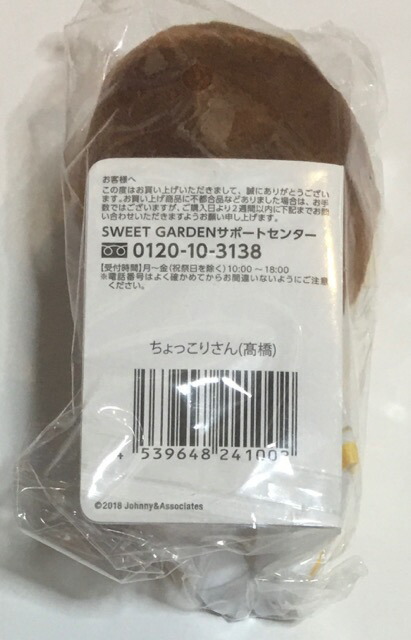 お客様へ
この度はお買い上げいただきまして、誠にありがとうござい
ます。お買い上げ商品に不都合品などありました場合は、お手
数ではございますが、ご購入日より2週間以内に下記までお問
い合わせいただきますようお願い申し上げます。
SWEET GARDENサポートセンター
0120-10-3138
【受付時間】月〜金(祝祭日を除く)10:00〜18:00
※電話番号はよく確かめてからお間違いないようにご注意
ください。
ちょっこりさん(髙橋)
4 539648 241003
©2018 Johnny&Associates